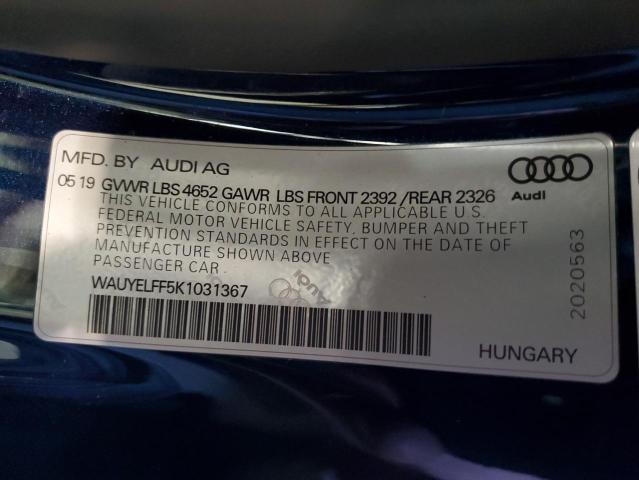 MFD. BY AUDI AG
05 19 GVWR LBS 4652 GAWR LBS FRONT 2392 /REAR 2326
Audi
THIS VEHICLE CONFORMS TO ALL APPLICABLE U.S.
FEDERAL MOTOR VEHICLE SAFETY, BUMPER AND THEFT
PREVENTION STANDARDS IN EFFECT ON THE DATE OF
MANUFACTURE SHOWN ABOVE
PASSENGER CAR
AUDI
WAUYELFF5K1031367
2020563
HUNGARY